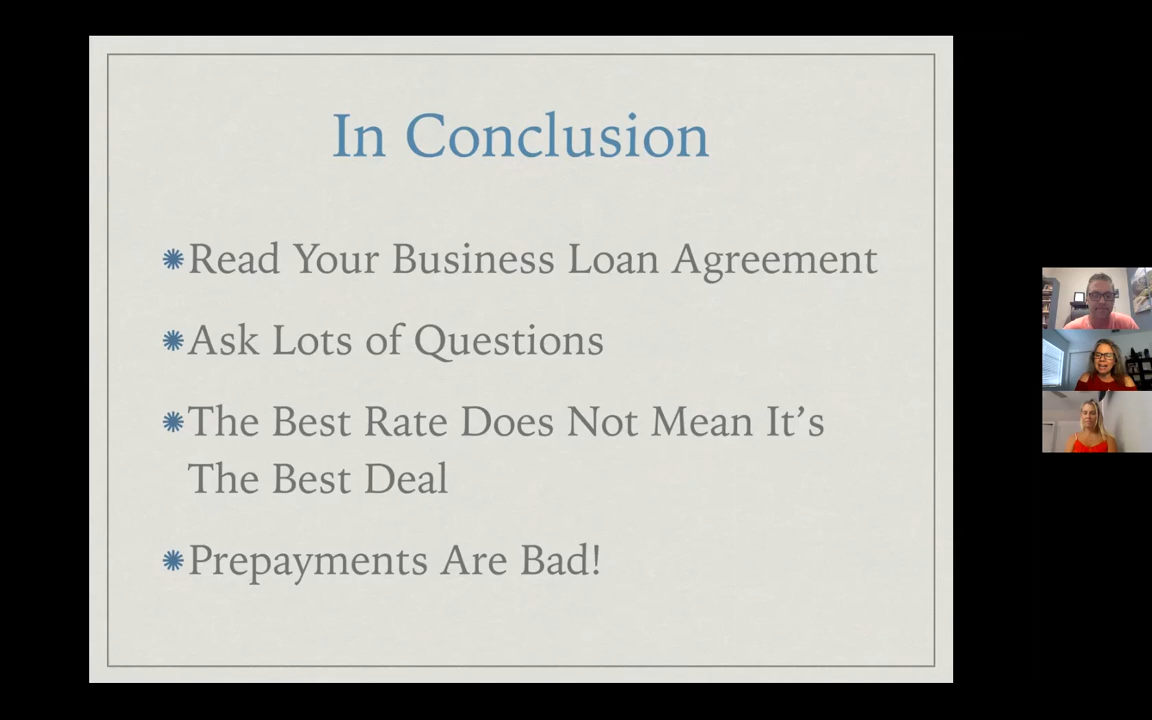 In Conclusion
Read Your Business Loan Agreement
Ask Lots of Questions
The Best Rate Does Not Mean It’s
The Best Deal
Prepayments Are Bad!